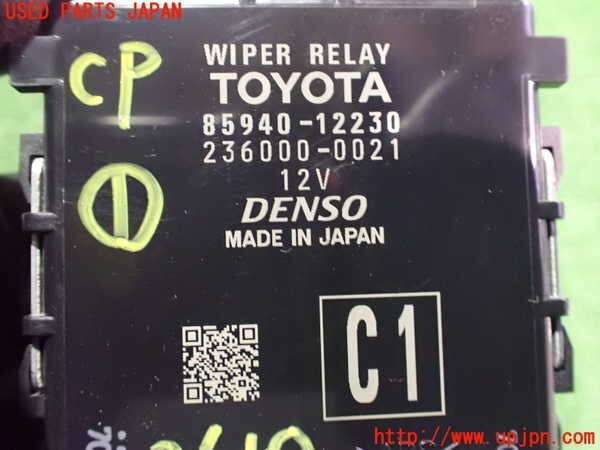 USED PARTS JAPAN
WIPER RELAY
TOYOTA
85940-12230
236000-0021
12V
DENSO
MADE IN JAPAN
CP
①
C1
http://www.upjpn.com/